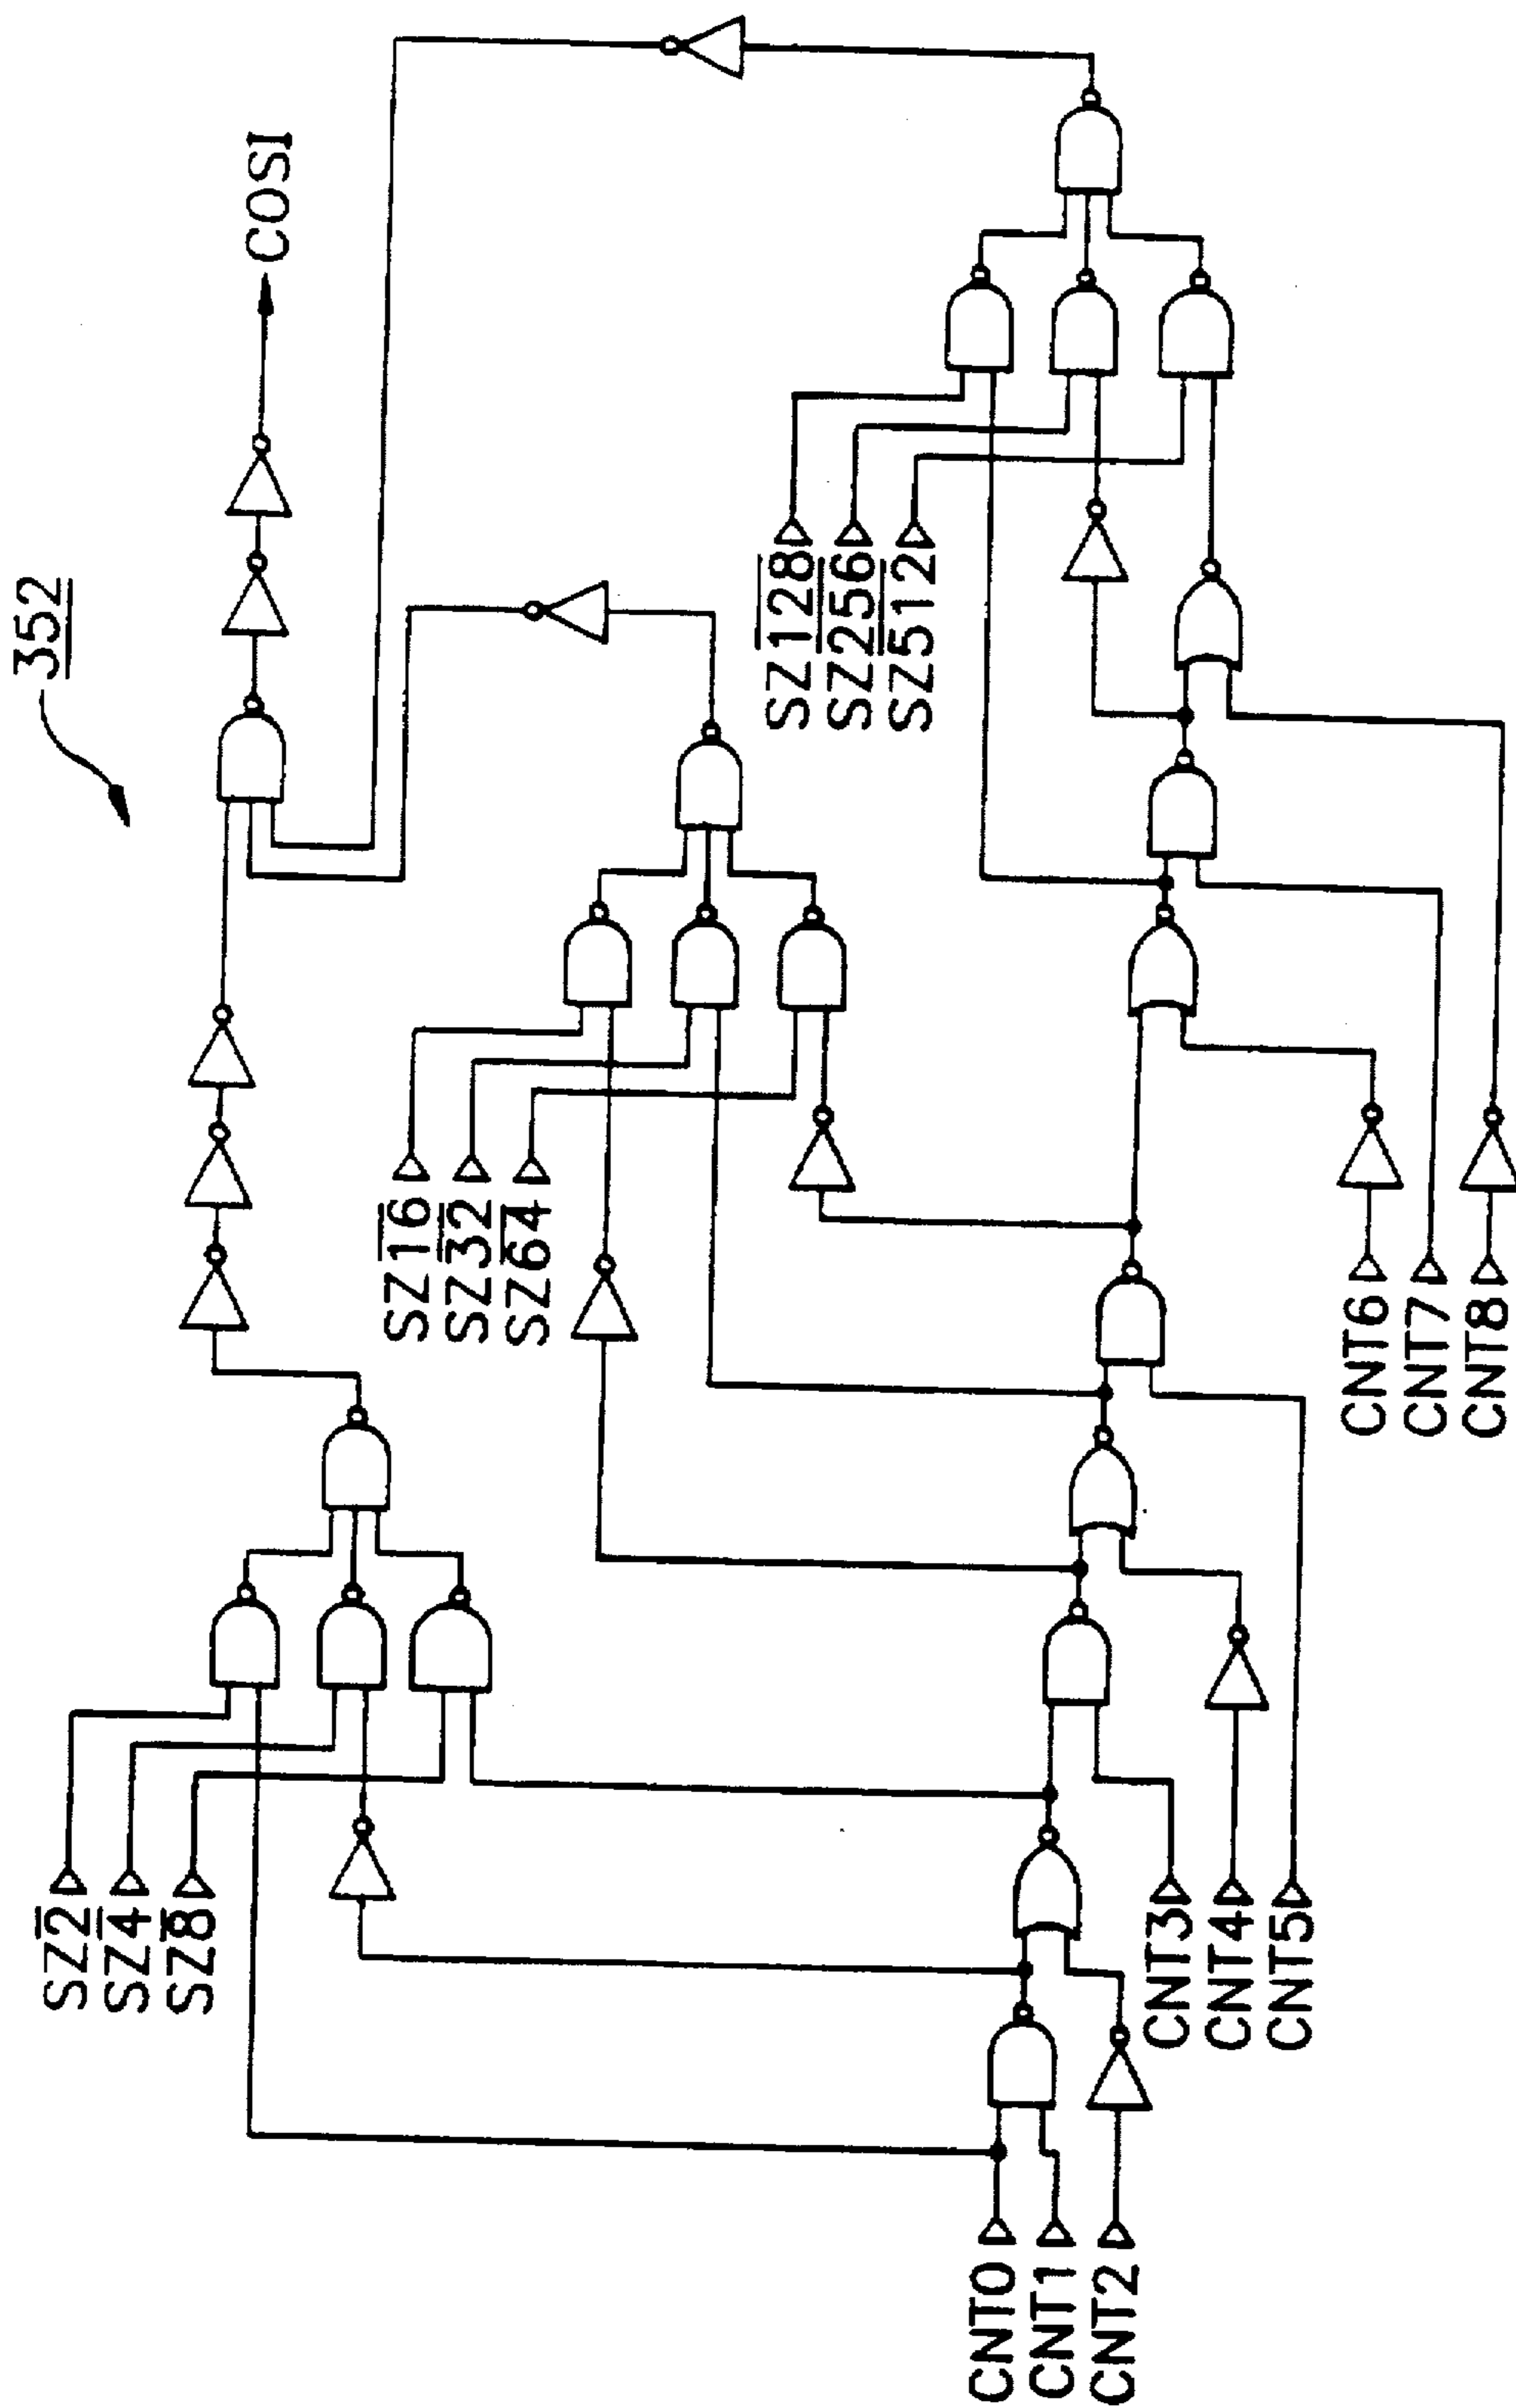 352
COSI
SZ2
SZ4
SZ8
SZ16
SZ32
SZ64
SZ128
SZ256
SZ512
CNT0
CNT1
CNT2
CNT3
CNT4
CNT5
CNT6
CNT7
CNT8